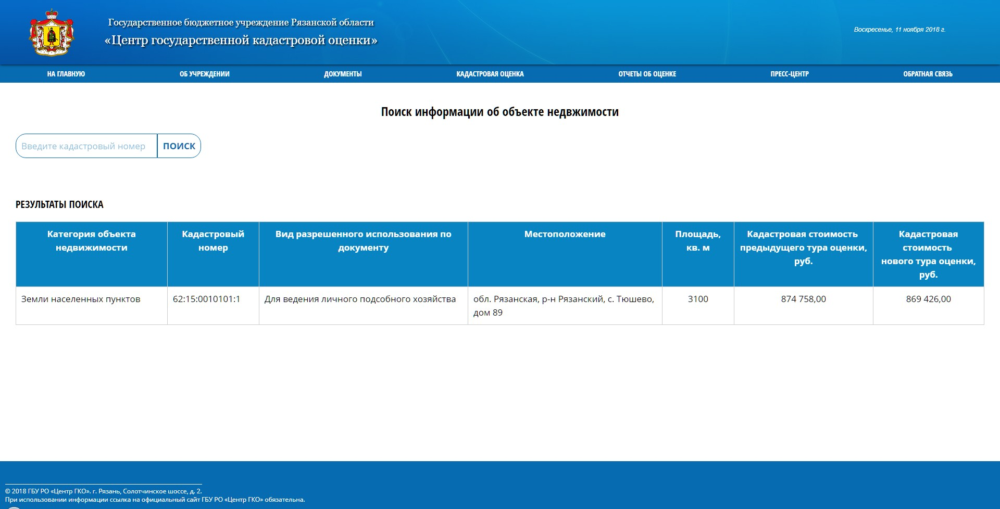 Государственное бюджетное учреждение Рязанской области
«Центр государственной кадастровой оценки»
Воскресенье, 11 ноября 2018 г.
НА ГЛАВНУЮ ОБ УЧРЕЖДЕНИИ ДОКУМЕНТЫ КАДАСТРОВАЯ ОЦЕНКА ОТЧЕТЫ ОБ ОЦЕНКЕ ПРЕСС-ЦЕНТР ОБРАТНАЯ СВЯЗЬ
Поиск информации об объекте недвжимости
Введите кадастровый номер ПОИСК
РЕЗУЛЬТАТЫ ПОИСКА
Категория объекта
недвижимости
Кадастровый
номер
Вид разрешенного использования по
документу
Местоположение
Площадь,
кв. м
Кадастровая стоимость
предыдущего тура оценки,
руб.
Кадастровая
стоимость
нового тура оценки,
руб.
Земли населенных пунктов
62:15:0010101:1
Для ведения личного подсобного хозяйства
обл. Рязанская, р-н Рязанский, с. Тюшево,
дом 89
3100
874 758,00
869 426,00
© 2018 ГБУ РО «Центр ГКО». г. Рязань, Солотчинское шоссе, д. 2.
При использовании информации ссылка на официальный сайт ГБУ РО «Центр ГКО» обязательна.